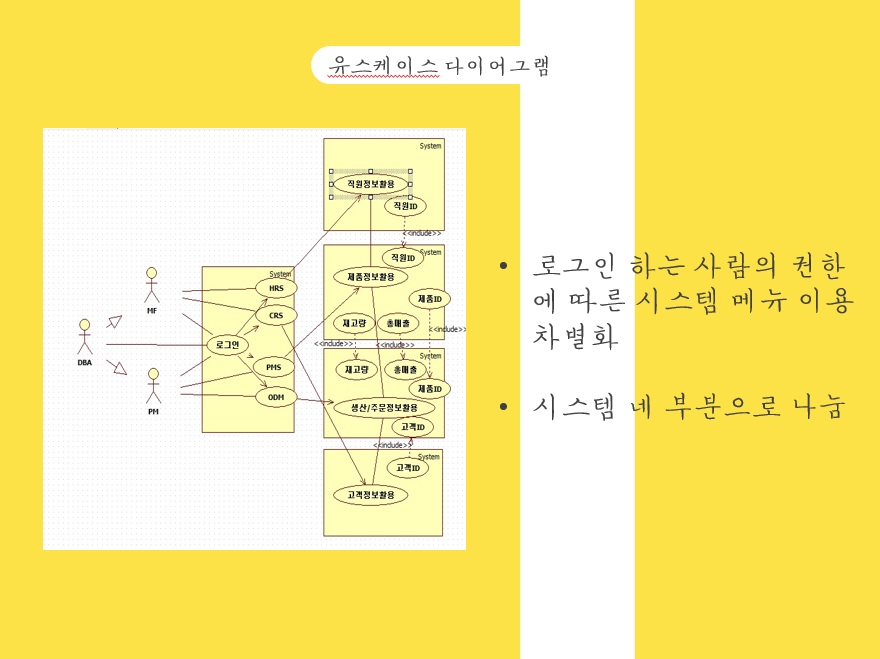 유스케이스 다이어그램
System
직원정보활용
직원ID
<<include>>
System
직원ID
제품정보활용
제품ID
재고량
총매출
<<include>>
<<include>>
<<include>>
System
재고량
총매출
제품ID
생산/주문정보활용
고객ID
<<include>>
System
고객ID
고객정보활용
System
HRS
CRS
로그인
PMS
ODM
MF
DBA
PM
• 로그인 하는 사람의 권한
에 따른 시스템 메뉴 이용
차별화
• 시스템 네 부분으로 나눔